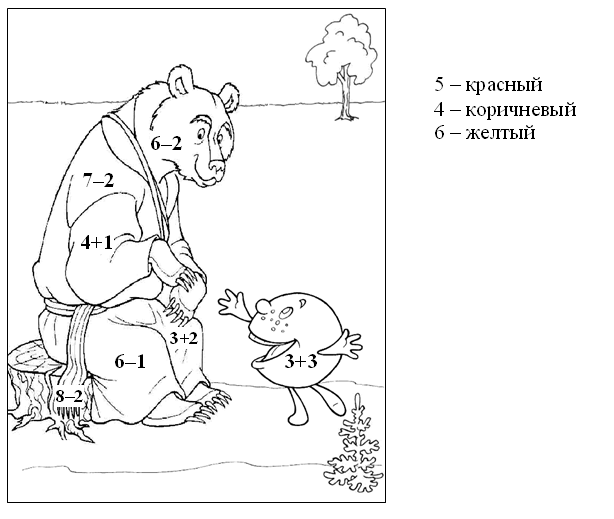 6–2
7–2
4+1
3+2
6–1
3+3
8–2
5 – красный
4 – коричневый
6 – желтый